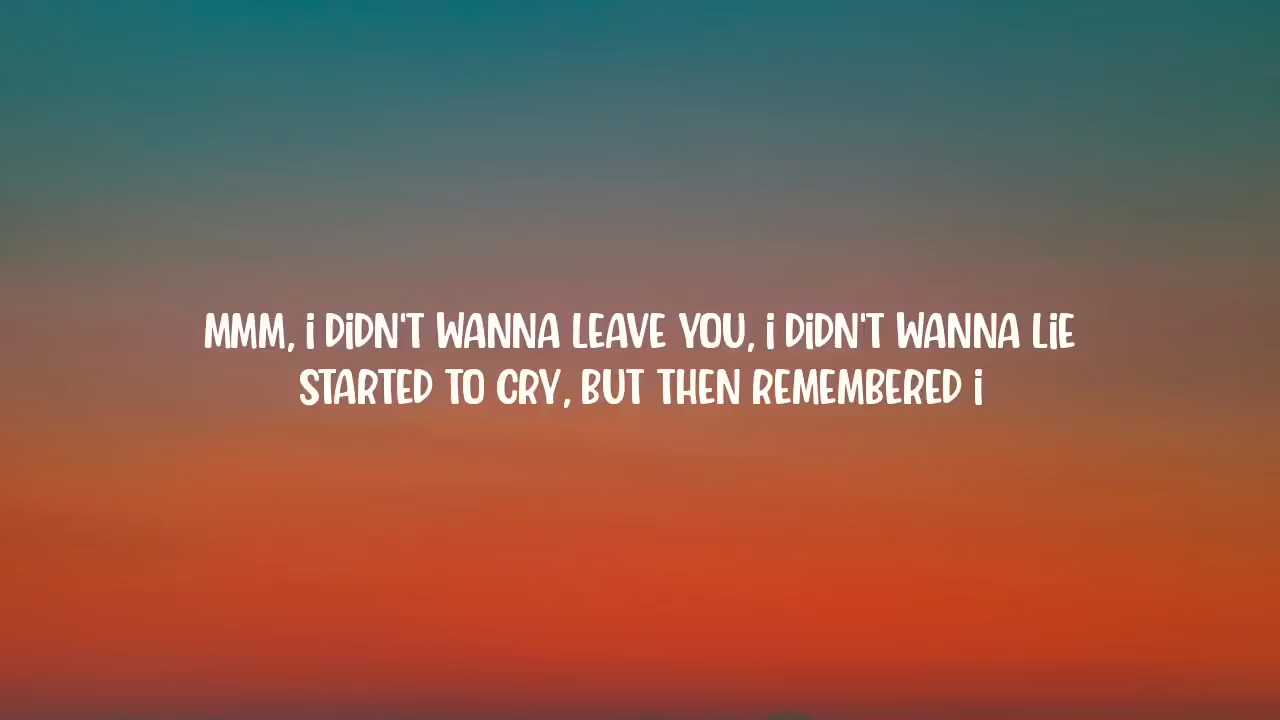 MMM, i DiDN'T WANNA LEAVE YOU, i DiDN'T WANNA LiE
STARTED TO CRY, BUT THEN REMEMBERED i